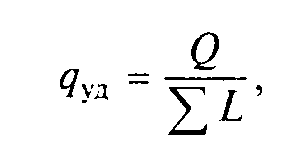 q_уд = Q / ∑ L,